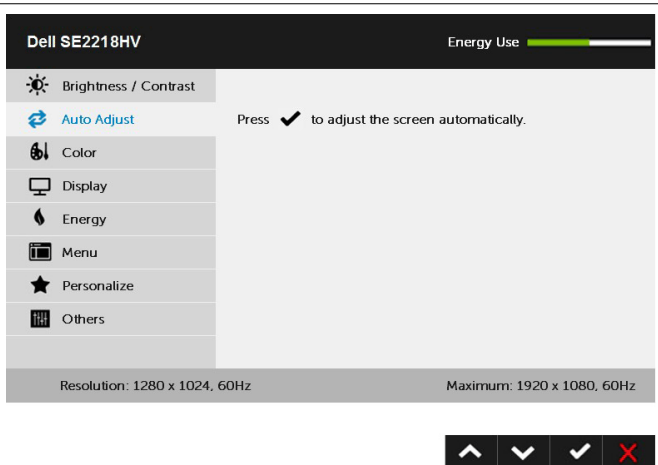 Dell SE2218HV
Energy Use
Brightness / Contrast
Auto Adjust
Press ✓ to adjust the screen automatically.
Color
Display
Energy
Menu
Personalize
Others
Resolution: 1280 x 1024, 60Hz
Maximum: 1920 x 1080, 60Hz